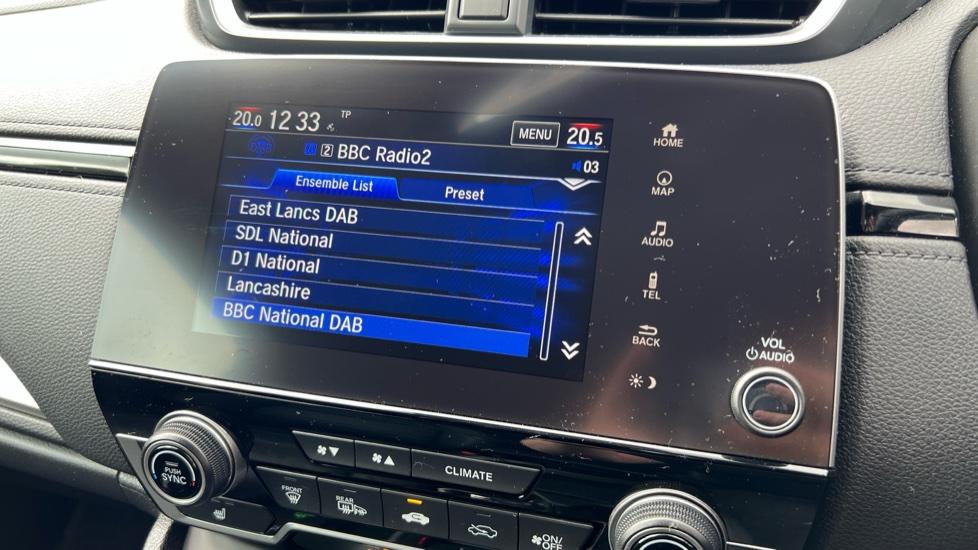 20.0 12 33 TP
MENU 20.5
2 BBC Radio2
03
Ensemble List Preset
East Lancs DAB
SDL National
D1 National
Lancashire
BBC National DAB
HOME
MAP
AUDIO
TEL
BACK
VOL
AUDIO
CLIMATE
PUSH
SYNC
FRONT
REAR
ON/
OFF